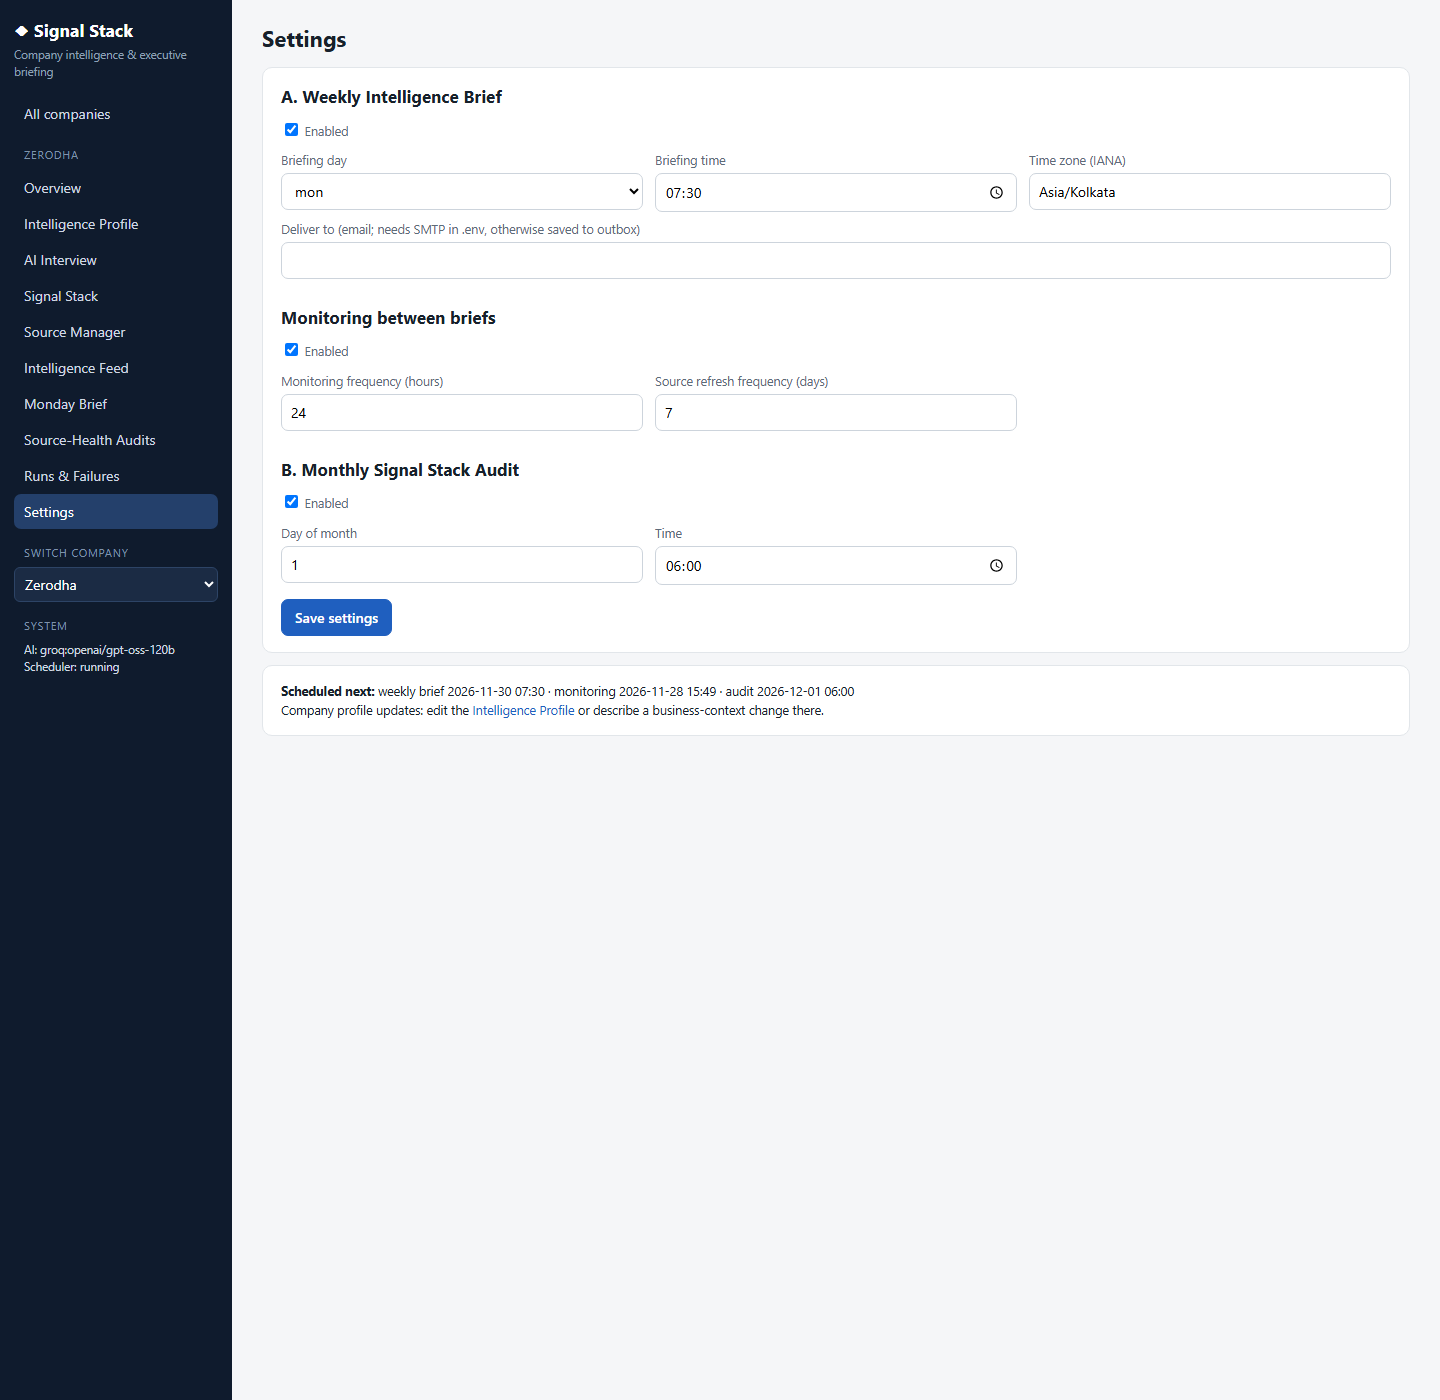 Signal Stack
Company intelligence & executive
briefing
All companies
ZERODHA
Overview
Intelligence Profile
AI Interview
Signal Stack
Source Manager
Intelligence Feed
Monday Brief
Source-Health Audits
Runs & Failures
Settings
SWITCH COMPANY
Zerodha
SYSTEM
AI: groq:openai/gpt-oss-120b
Scheduler: running
Settings
A. Weekly Intelligence Brief
Enabled
Briefing day Briefing time Time zone (IANA)
mon 07:30 Asia/Kolkata
Deliver to (email; needs SMTP in .env, otherwise saved to outbox)
Monitoring between briefs
Enabled
Monitoring frequency (hours) Source refresh frequency (days)
24 7
B. Monthly Signal Stack Audit
Enabled
Day of month Time
1 06:00
Save settings
Scheduled next: weekly brief 2026-11-30 07:30 · monitoring 2026-11-28 15:49 · audit 2026-12-01 06:00
Company profile updates: edit the Intelligence Profile or describe a business-context change there.